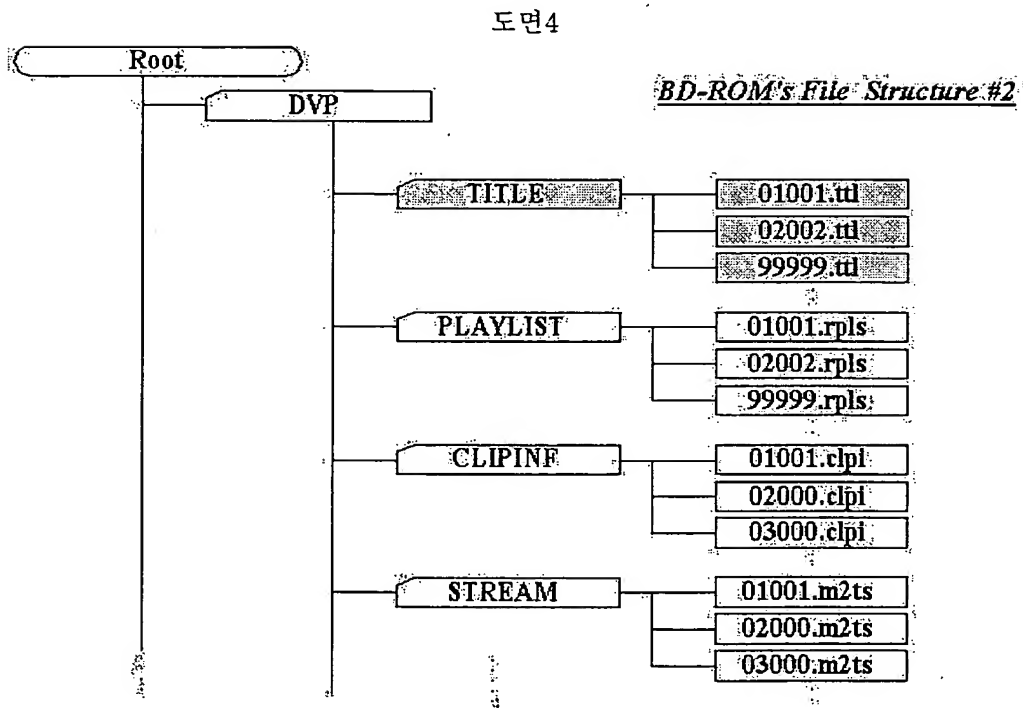 도면4
Root
DVP
BD-ROM's File Structure #2
TITLE
01001.ttl
02002.ttl
99999.ttl
PLAYLIST
01001.rpls
02002.rpls
99999.rpls
CLIPINF
01001.clpi
02000.clpi
03000.clpi
STREAM
01001.m2ts
02000.m2ts
03000.m2ts